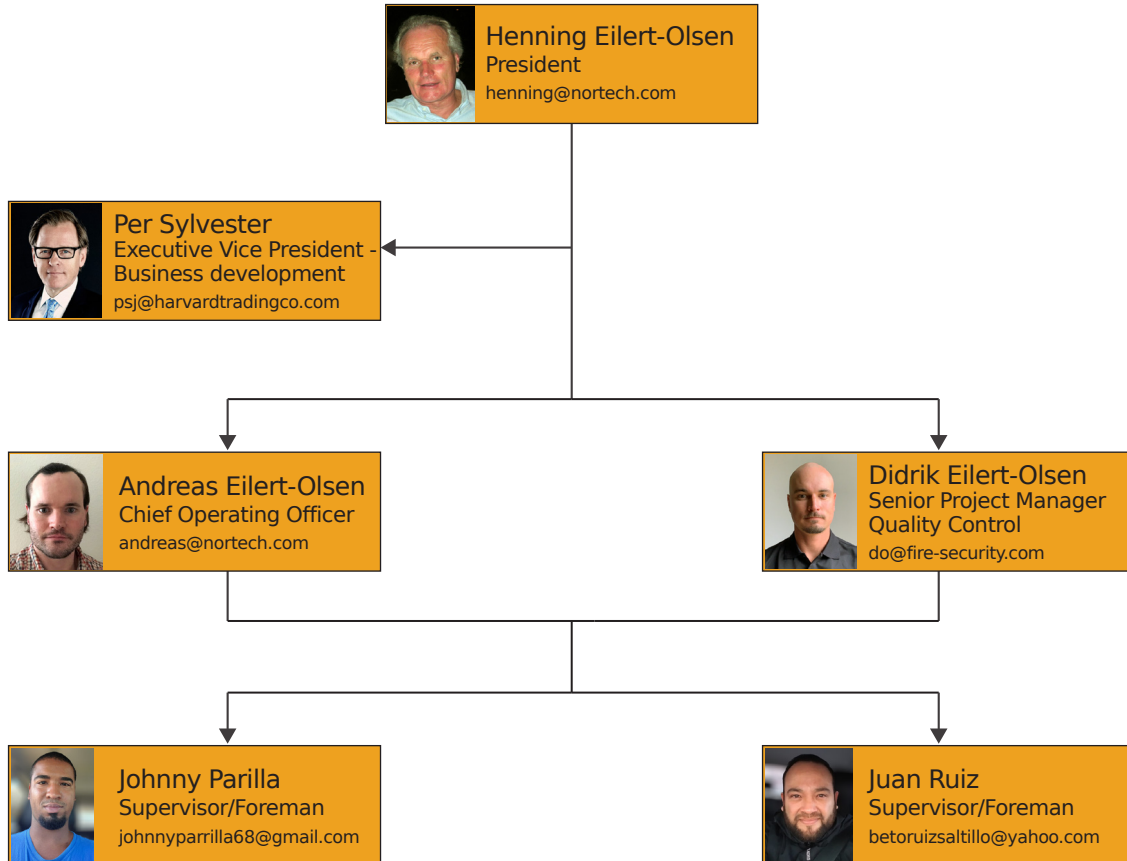 Henning Eilert-Olsen
President
henning@nortech.com
Per Sylvester
Executive Vice President -
Business development
psj@harvardtradingco.com
Andreas Eilert-Olsen
Chief Operating Officer
andreas@nortech.com
Didrik Eilert-Olsen
Senior Project Manager
Quality Control
do@fire-security.com
Johnny Parilla
Supervisor/Foreman
johnnyparrilla68@gmail.com
Juan Ruiz
Supervisor/Foreman
betoruizsaltillo@yahoo.com